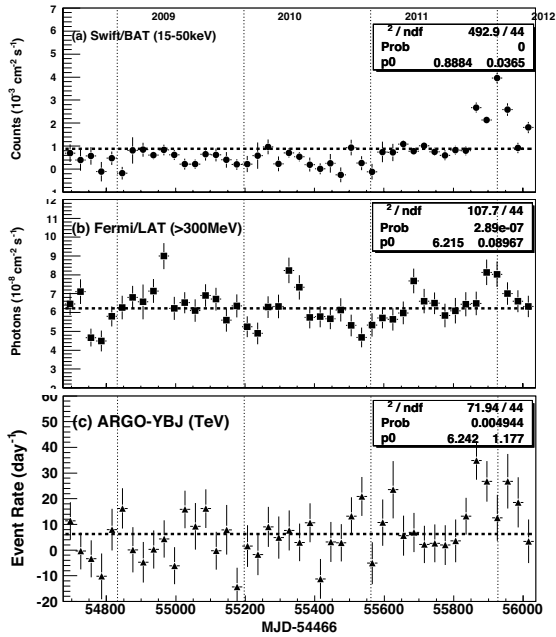 2009 2010 2011 2012
(a) Swift/BAT (15-50keV)
² / ndf 492.9 / 44
Prob 0
p0 0.8884 0.0365
Counts (10⁻³ cm⁻² s⁻¹)
7
6
5
4
3
2
1
0
(b) Fermi/LAT (>300MeV)
² / ndf 107.7 / 44
Prob 2.89e-07
p0 6.215 0.08967
Photons (10⁻⁸ cm⁻² s⁻¹)
12
11
10
9
8
7
6
5
4
3
(c) ARGO-YBJ (TeV)
² / ndf 71.94 / 44
Prob 0.004944
p0 6.242 1.177
Event Rate (day⁻¹)
60
50
40
30
20
10
0
-10
-20
54800 55000 55200 55400 55600 55800 56000
MJD-54466